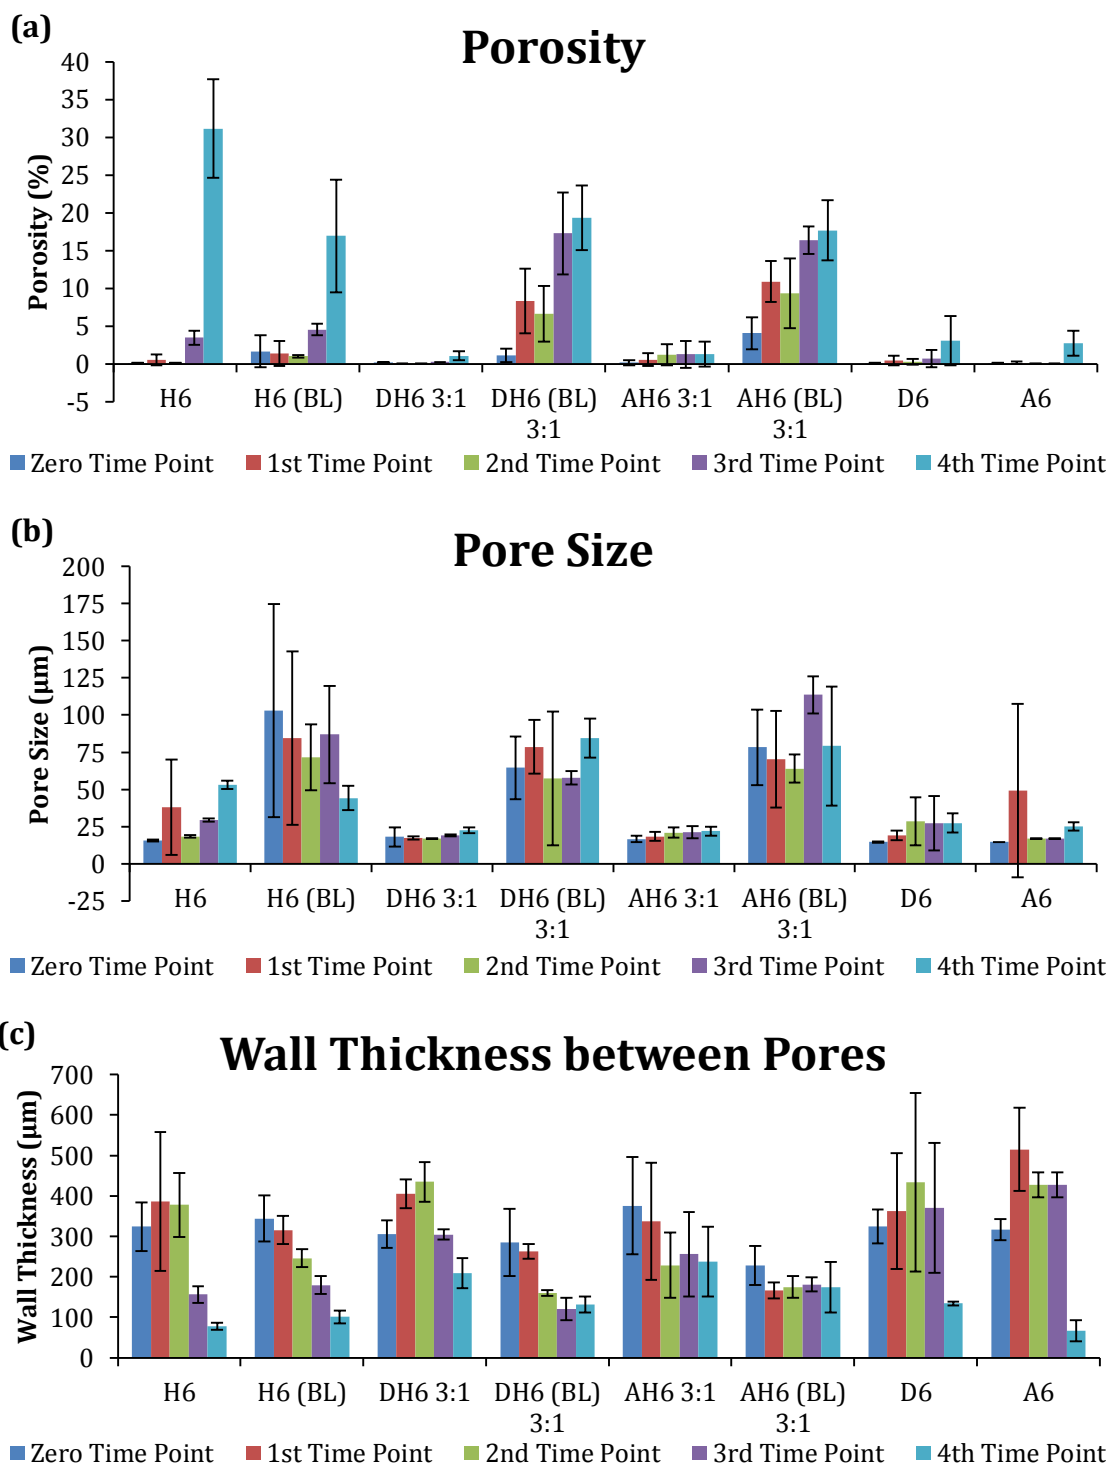 (a)
Porosity
Porosity (%)
40
35
30
25
20
15
10
5
0
-5
H6 H6 (BL) DH6 3:1 DH6 (BL) AH6 3:1 AH6 (BL) D6 A6
3:1 3:1
Zero Time Point 1st Time Point 2nd Time Point 3rd Time Point 4th Time Point
(b)
Pore Size
Pore Size (µm)
200
175
150
125
100
75
50
25
0
-25
H6 H6 (BL) DH6 3:1 DH6 (BL) AH6 3:1 AH6 (BL) D6 A6
3:1 3:1
Zero Time Point 1st Time Point 2nd Time Point 3rd Time Point 4th Time Point
(c)
Wall Thickness between Pores
Wall Thickness (µm)
700
600
500
400
300
200
100
0
H6 H6 (BL) DH6 3:1 DH6 (BL) AH6 3:1 AH6 (BL) D6 A6
3:1 3:1
Zero Time Point 1st Time Point 2nd Time Point 3rd Time Point 4th Time Point